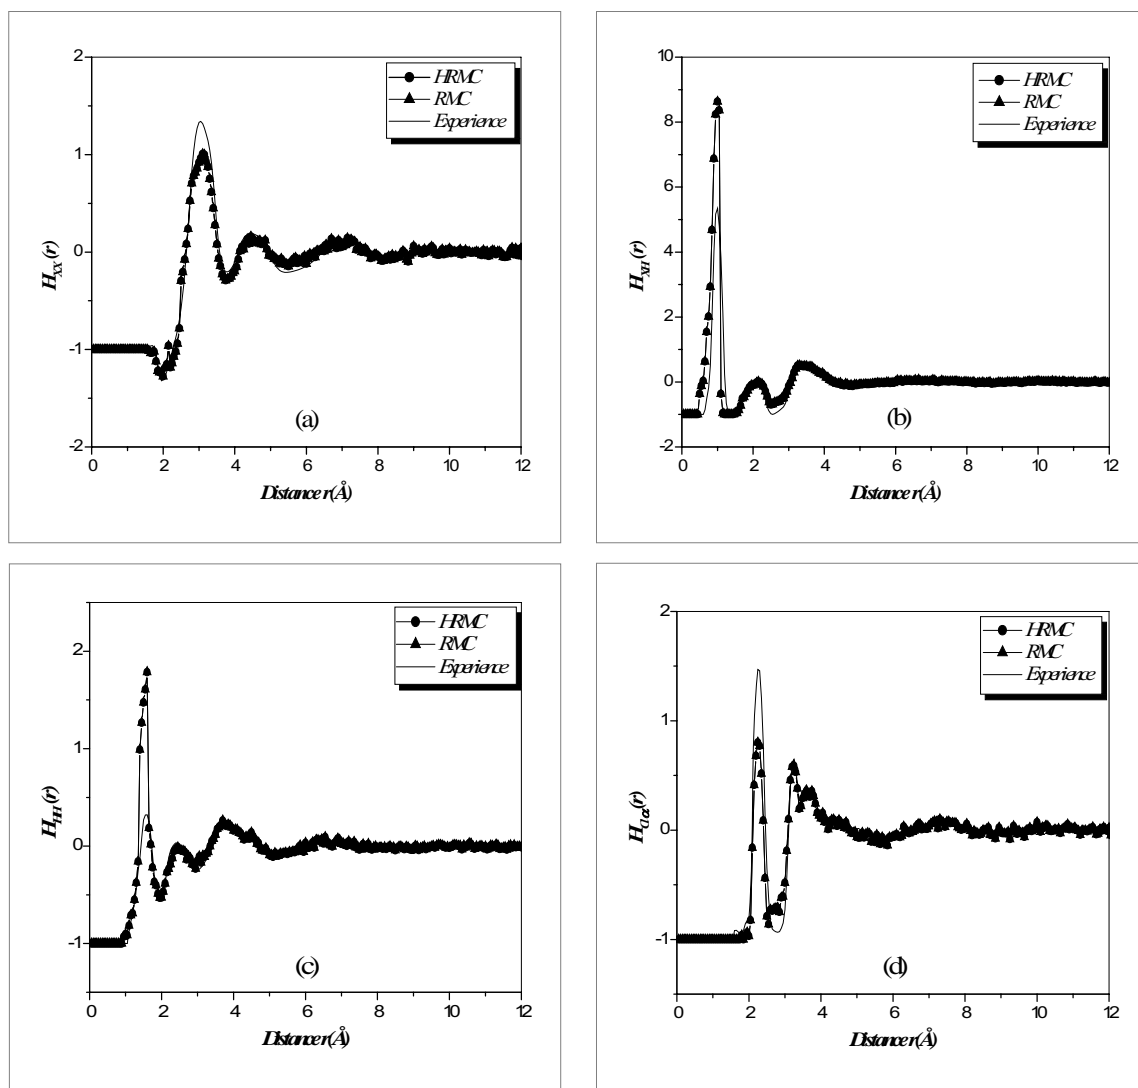 2
1
0
-1
-2
0 2 4 6 8 10 12
H_XX(r)
Distance r(Å)
HRMC
RMC
Experience
(a)
10
8
6
4
2
0
-2
0 2 4 6 8 10 12
H_XH(r)
Distance r(Å)
HRMC
RMC
Experience
(b)
2
1
0
-1
0 2 4 6 8 10 12
H_HH(r)
Distance r(Å)
HRMC
RMC
Experience
(c)
2
1
0
-1
0 2 4 6 8 10 12
Distance r(Å)
HRMC
RMC
Experience
(d)